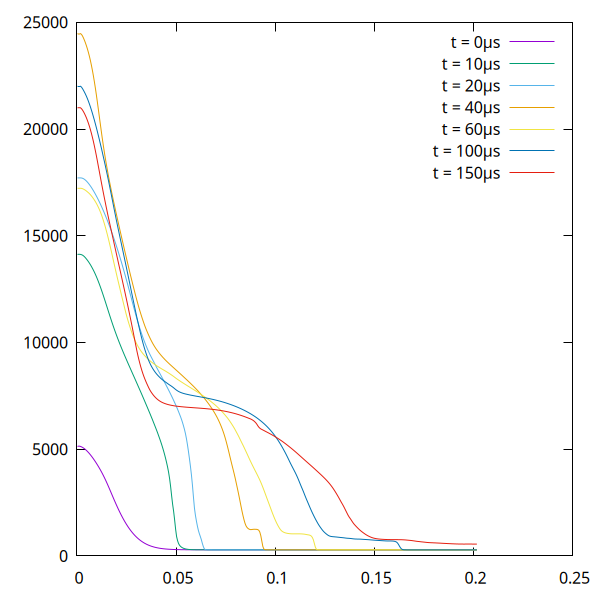 25000
20000
15000
10000
5000
0
t = 0µs
t = 10µs
t = 20µs
t = 40µs
t = 60µs
t = 100µs
t = 150µs
0 0.05 0.1 0.15 0.2 0.25